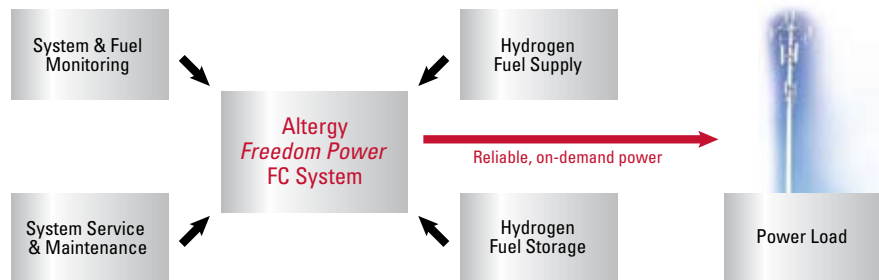 System & Fuel
Monitoring
Hydrogen
Fuel Supply
Altergy
Freedom Power
FC System
Reliable, on-demand power
System Service
& Maintenance
Hydrogen
Fuel Storage
Power Load